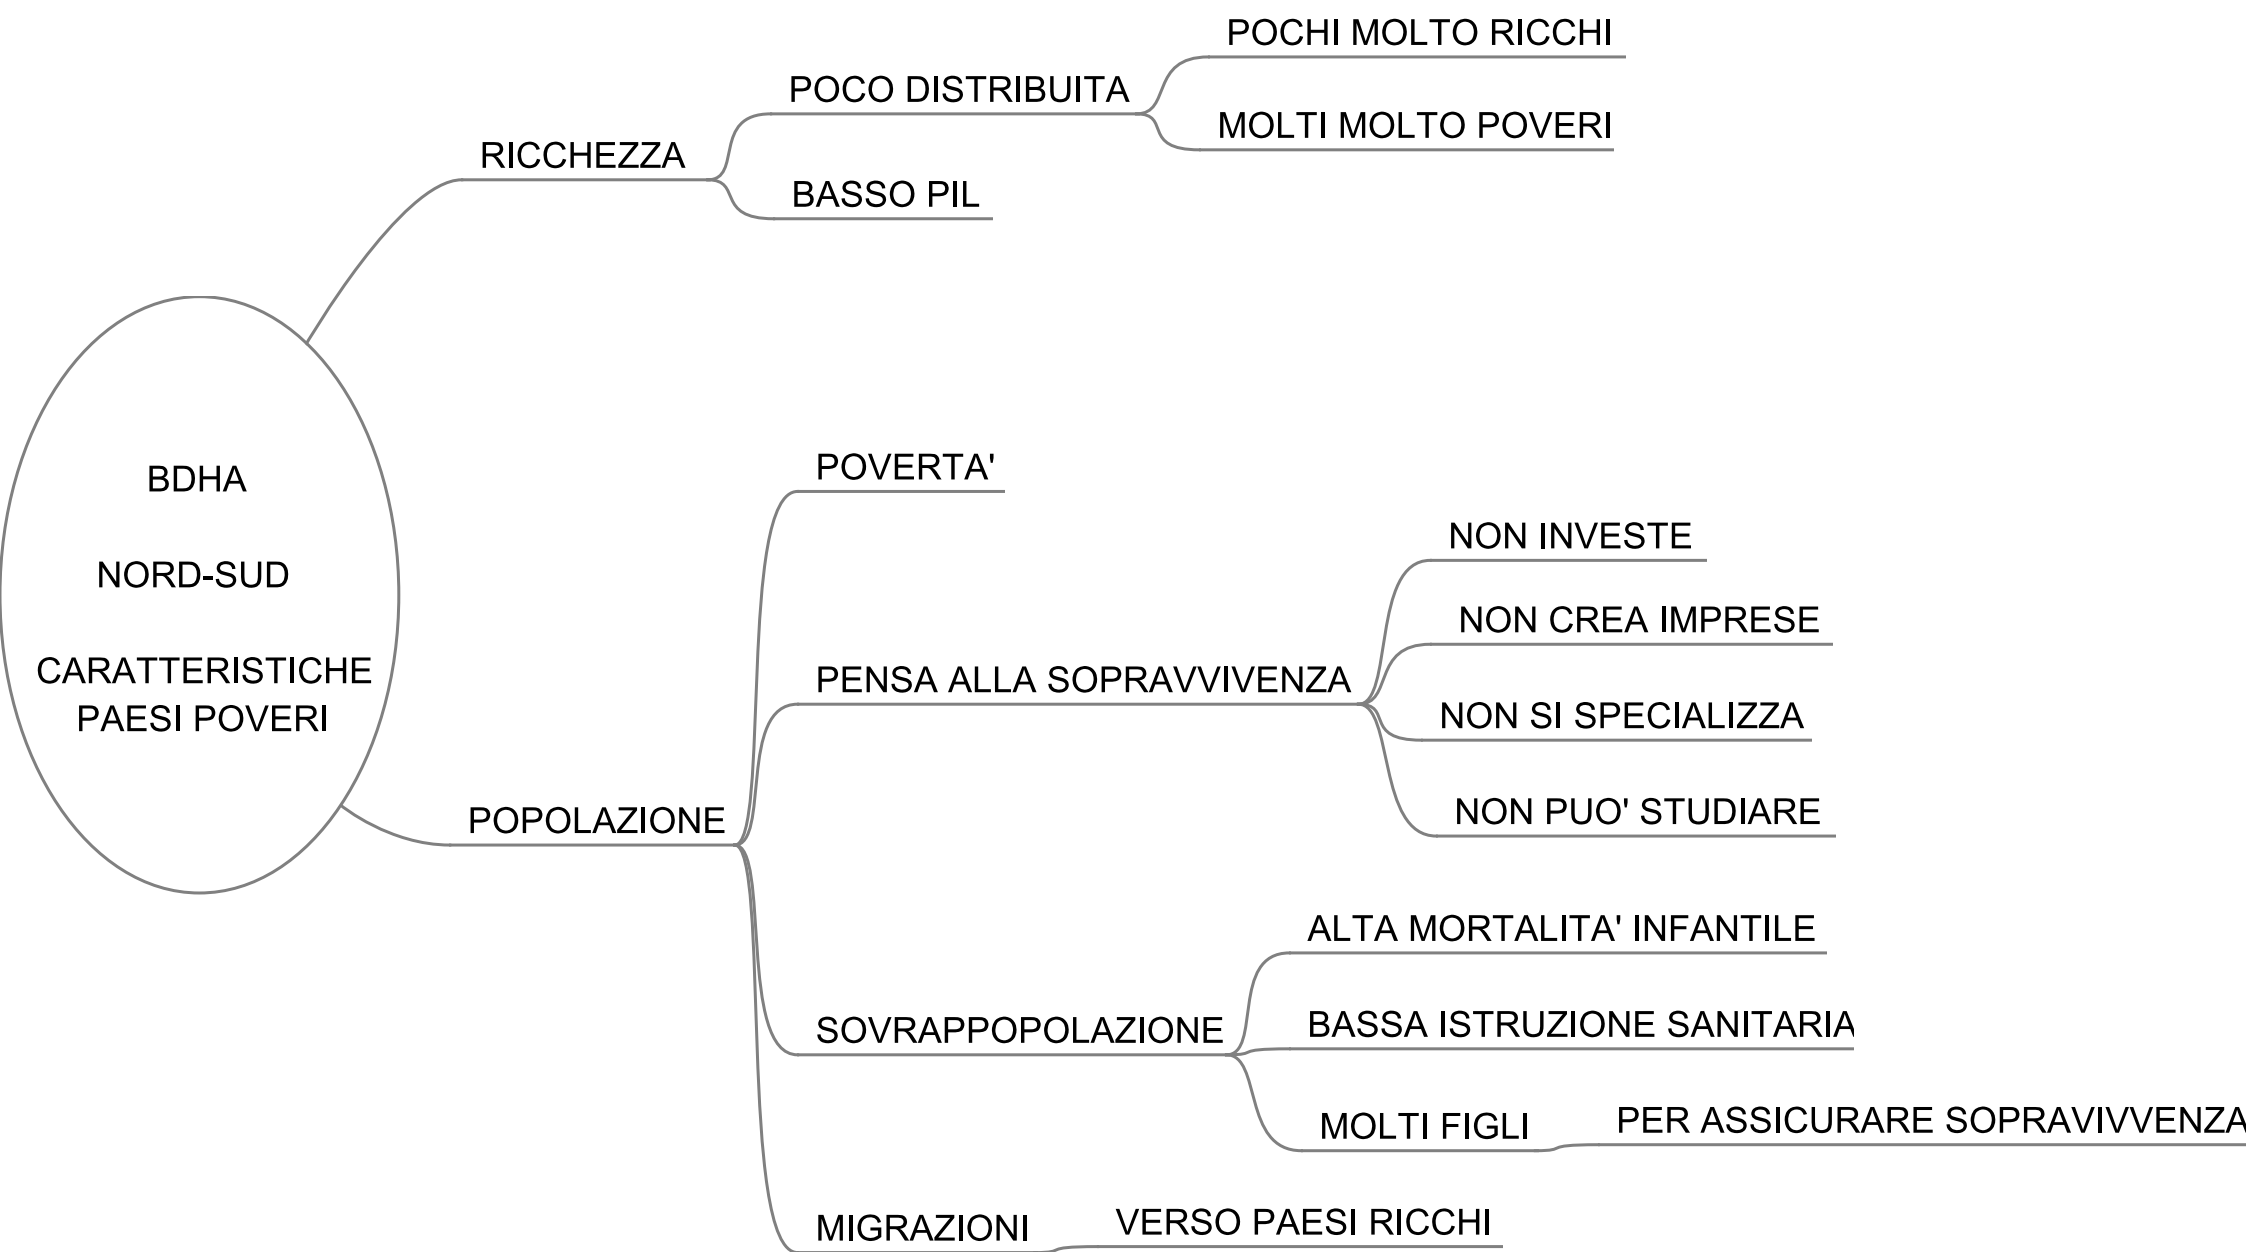 POCHI MOLTO RICCHI
POCO DISTRIBUITA
MOLTI MOLTO POVERI
RICCHEZZA
BASSO PIL
BDHA
NORD-SUD
CARATTERISTICHE
PAESI POVERI
POVERTA'
NON INVESTE
NON CREA IMPRESE
PENSA ALLA SOPRAVVIVENZA
NON SI SPECIALIZZA
NON PUO' STUDIARE
POPOLAZIONE
ALTA MORTALITA' INFANTILE
BASSA ISTRUZIONE SANITARIA
SOVRAPPOPOLAZIONE
MOLTI FIGLI
PER ASSICURARE SOPRAVIVVENZA
MIGRAZIONI
VERSO PAESI RICCHI